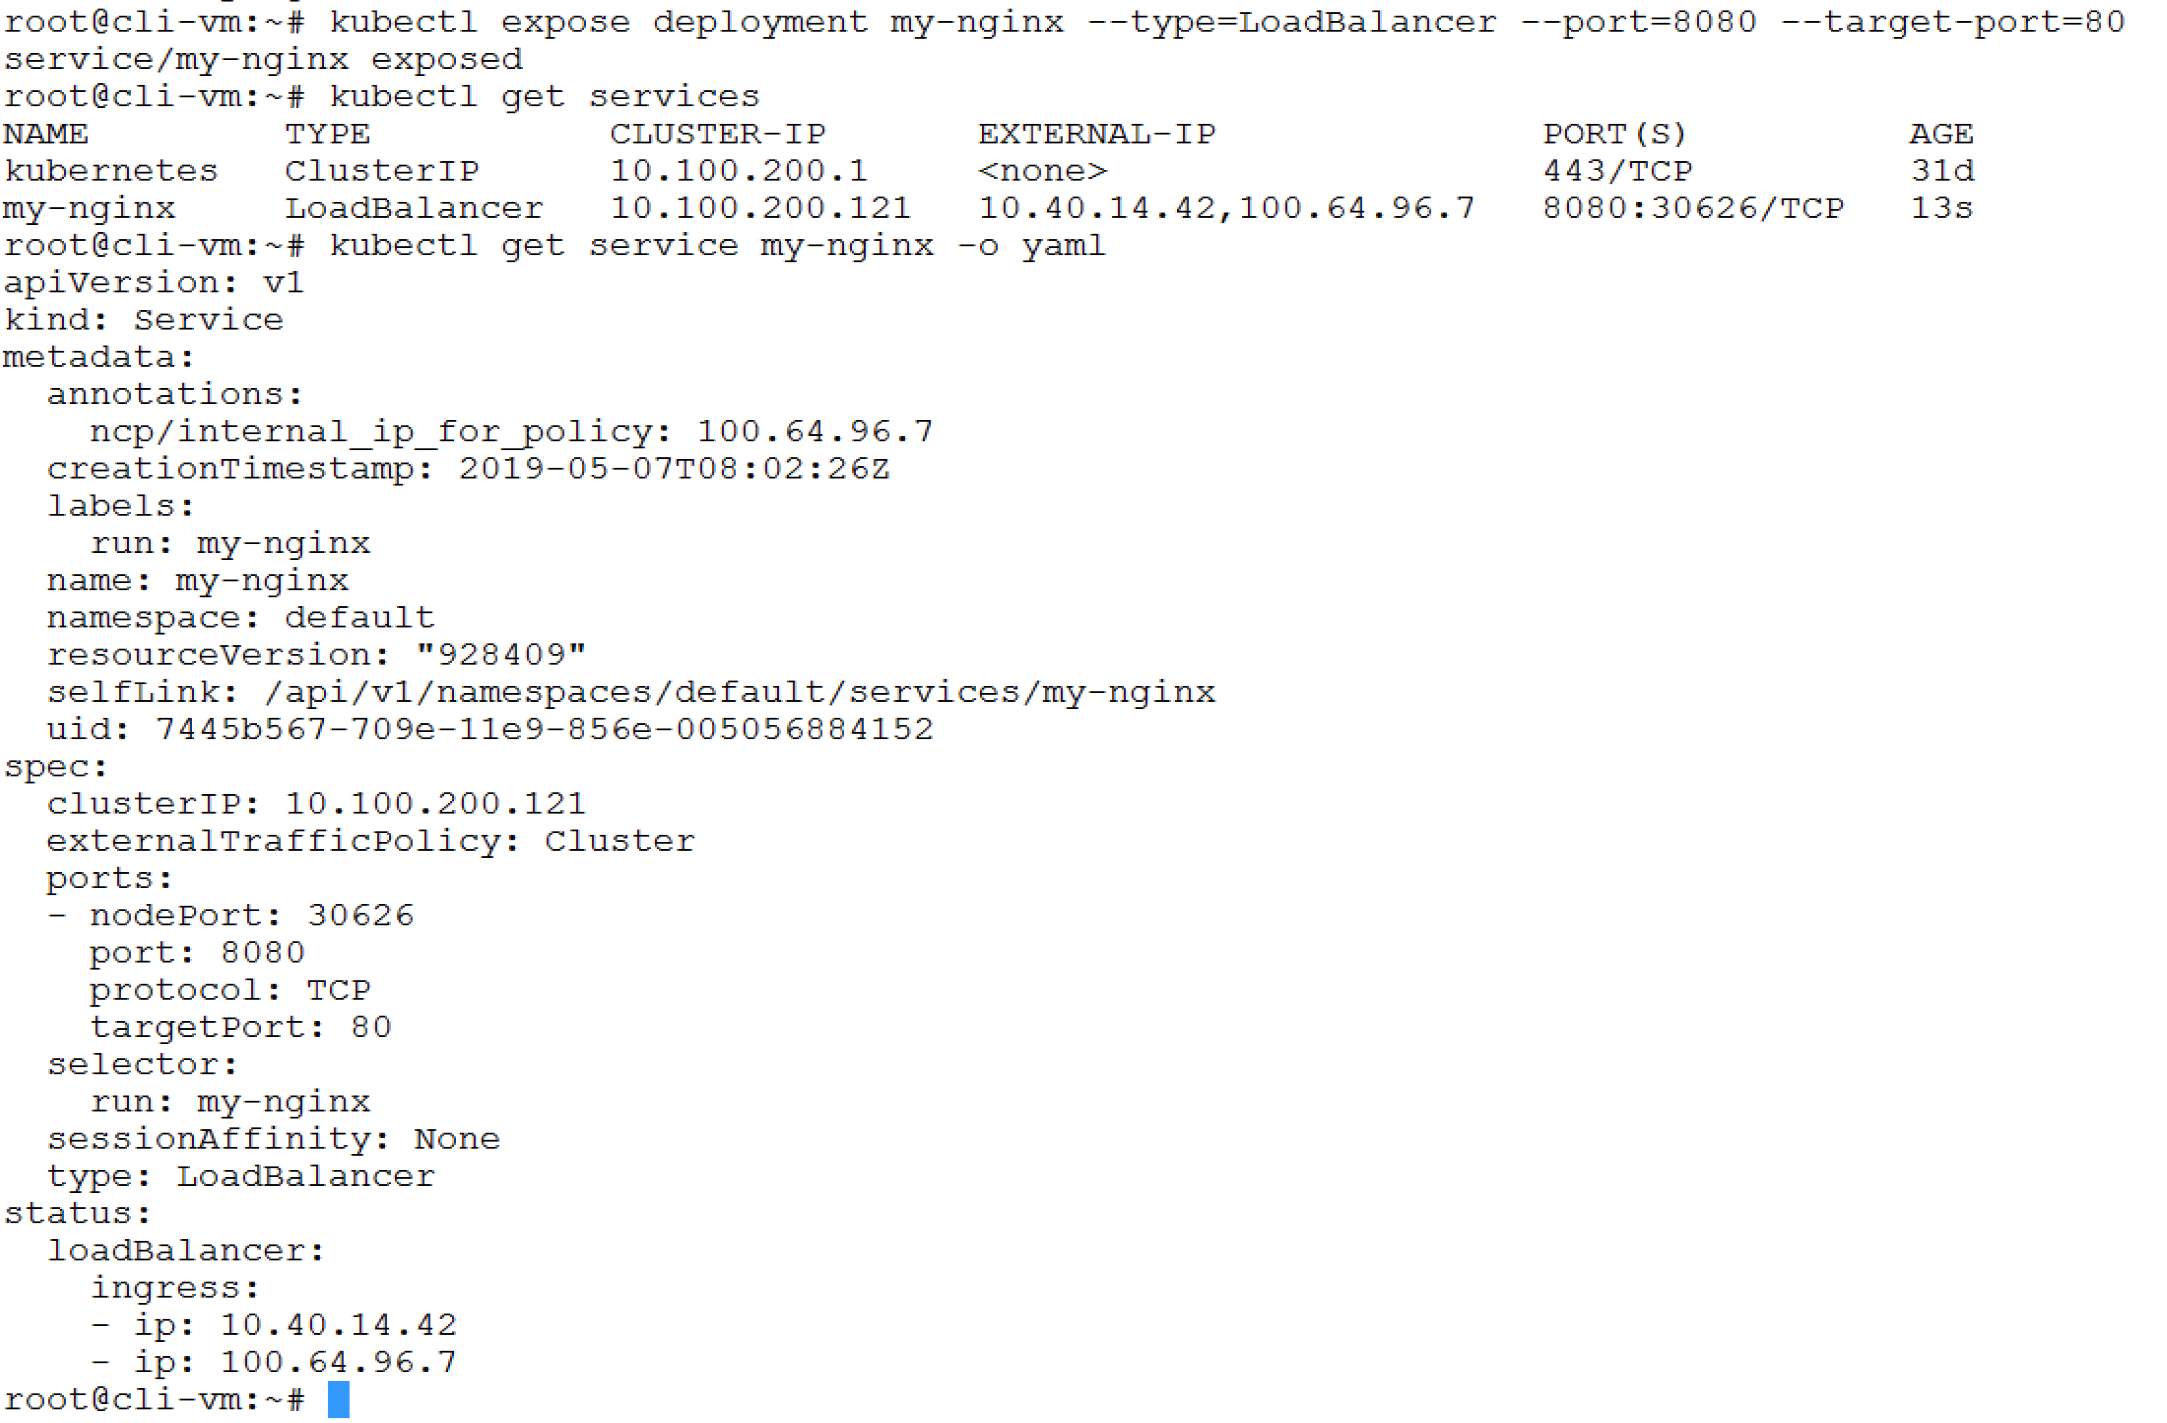 root@cli-vm:~# kubectl expose deployment my-nginx --type=LoadBalancer --port=8080 --target-port=80
service/my-nginx exposed
root@cli-vm:~# kubectl get services
NAME         TYPE           CLUSTER-IP       EXTERNAL-IP               PORT(S)          AGE
kubernetes   ClusterIP      10.100.200.1     <none>                    443/TCP          31d
my-nginx     LoadBalancer   10.100.200.121   10.40.14.42,100.64.96.7   8080:30626/TCP   13s
root@cli-vm:~# kubectl get service my-nginx -o yaml
apiVersion: v1
kind: Service
metadata:
  annotations:
    ncp/internal_ip_for_policy: 100.64.96.7
  creationTimestamp: 2019-05-07T08:02:26Z
  labels:
    run: my-nginx
  name: my-nginx
  namespace: default
  resourceVersion: "928409"
  selfLink: /api/v1/namespaces/default/services/my-nginx
  uid: 7445b567-709e-11e9-856e-005056884152
spec:
  clusterIP: 10.100.200.121
  externalTrafficPolicy: Cluster
  ports:
  - nodePort: 30626
    port: 8080
    protocol: TCP
    targetPort: 80
  selector:
    run: my-nginx
  sessionAffinity: None
  type: LoadBalancer
status:
  loadBalancer:
    ingress:
    - ip: 10.40.14.42
    - ip: 100.64.96.7
root@cli-vm:~#